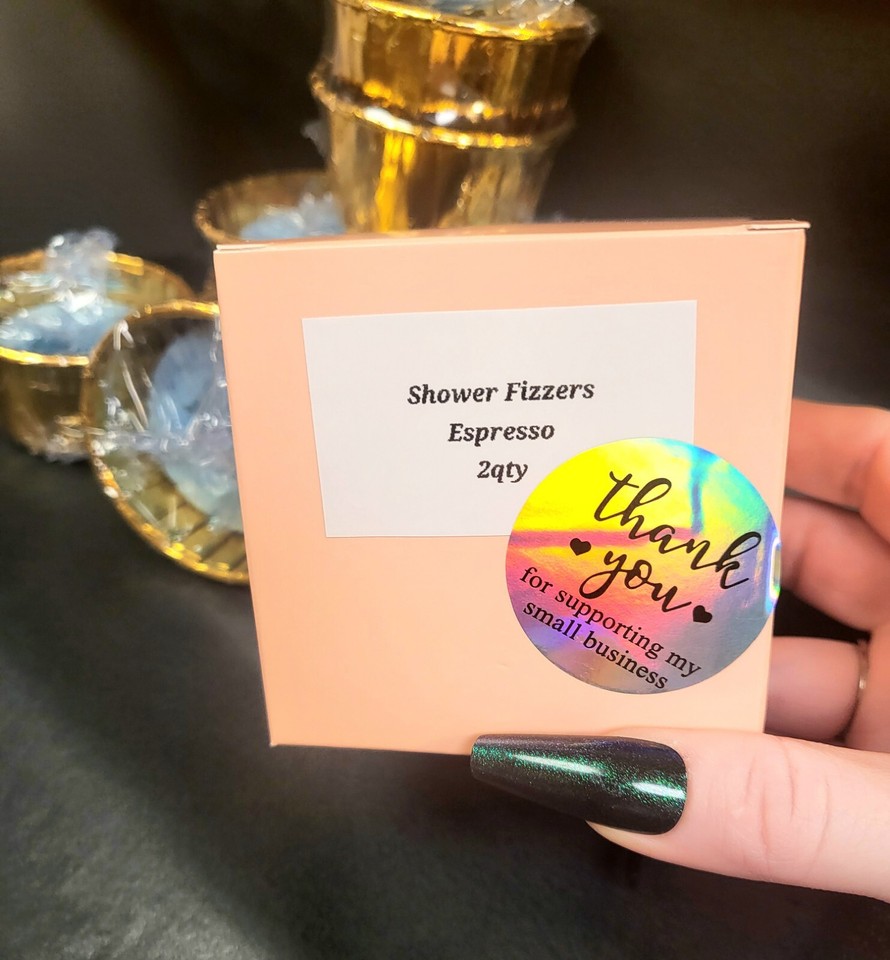 Shower Fizzers
Espresso
2qty
thank
you
for supporting my
small business